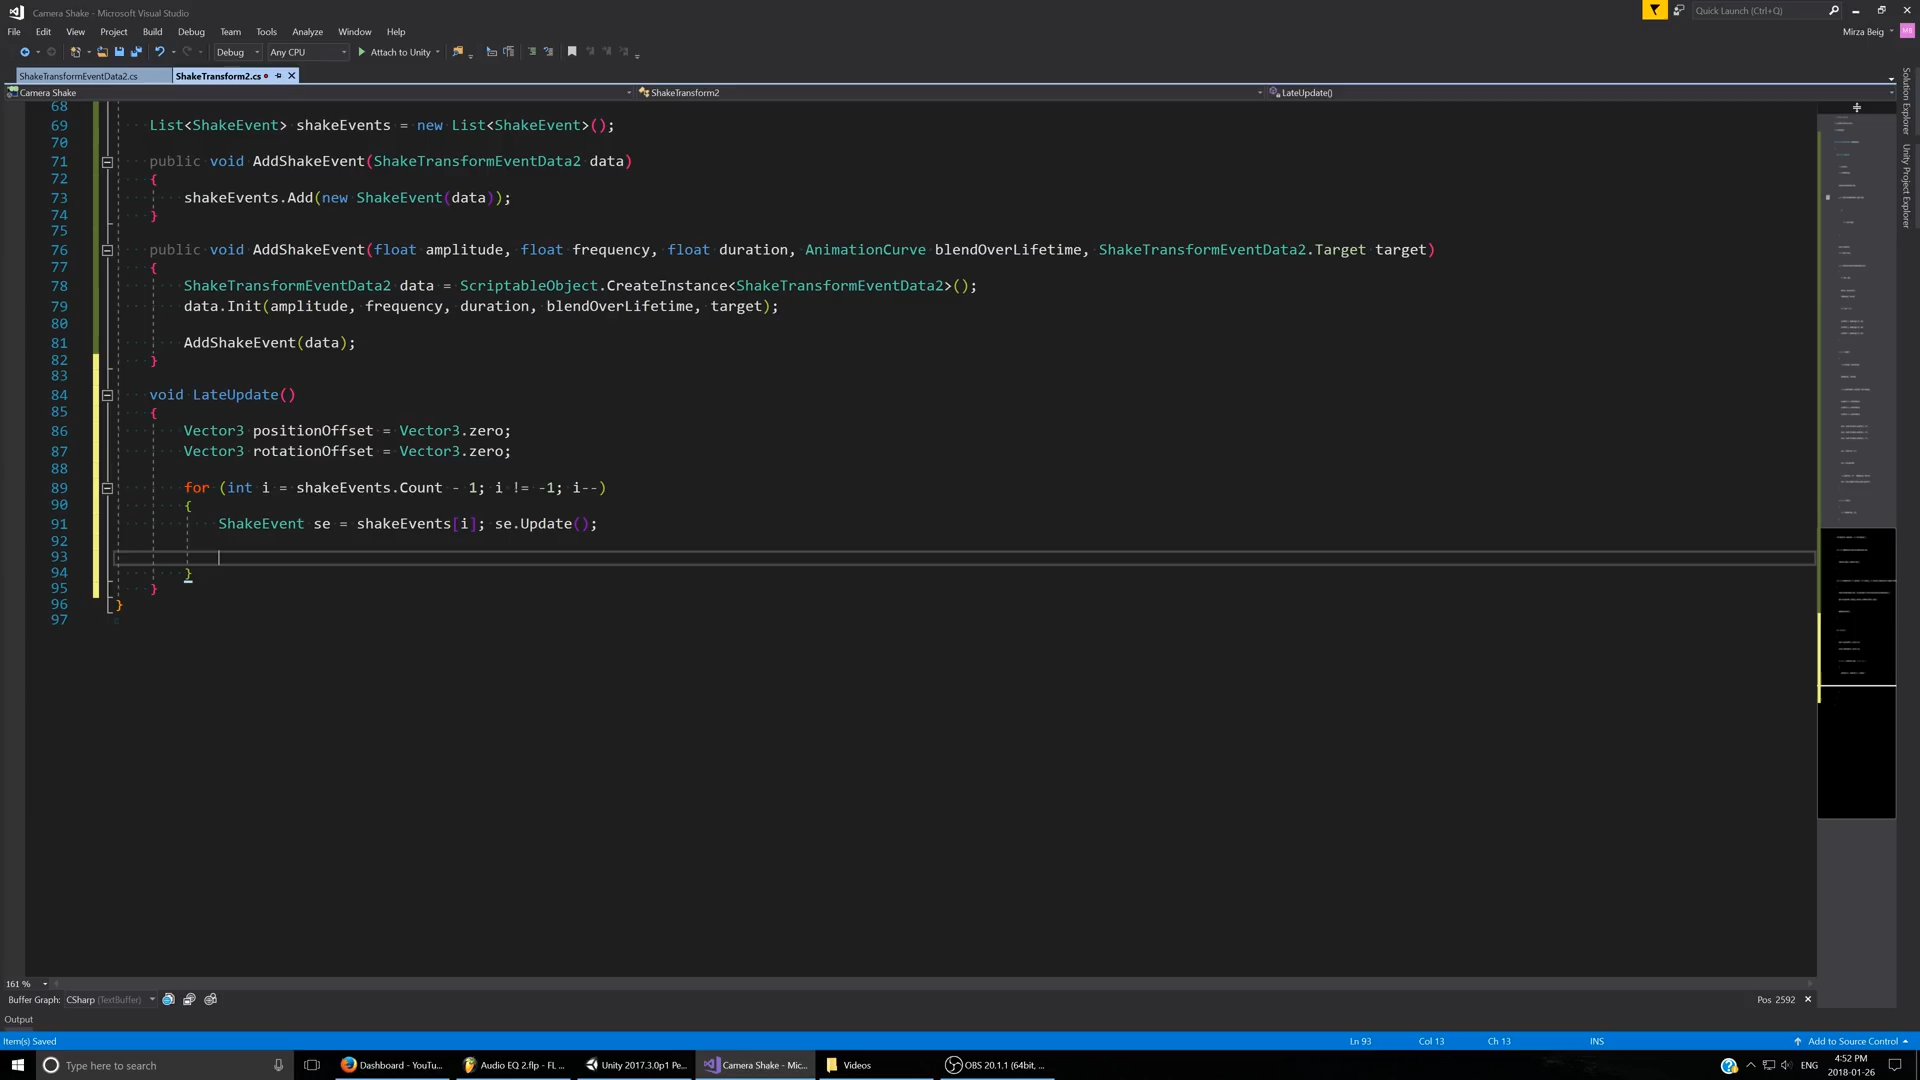 Camera Shake - Microsoft Visual Studio
Quick Launch (Ctrl+Q)
File Edit View Project Build Debug Team Tools Analyze Window Help
Mirza Beig
MB
Debug Any CPU Attach to Unity
ShakeTransformEventData2.cs ShakeTransform2.cs
Camera Shake ShakeTransform2 LateUpdate()
Solution Explorer
Unity Project Explorer
68
69 List<ShakeEvent> shakeEvents = new List<ShakeEvent>();
70
71 public void AddShakeEvent(ShakeTransformEventData2 data)
72 {
73 shakeEvents.Add(new ShakeEvent(data));
74 }
75
76 public void AddShakeEvent(float amplitude, float frequency, float duration, AnimationCurve blendOverLifetime, ShakeTransformEventData2.Target target)
77 {
78 ShakeTransformEventData2 data = ScriptableObject.CreateInstance<ShakeTransformEventData2>();
79 data.Init(amplitude, frequency, duration, blendOverLifetime, target);
80
81 AddShakeEvent(data);
82 }
83
84 void LateUpdate()
85 {
86 Vector3 positionOffset = Vector3.zero;
87 Vector3 rotationOffset = Vector3.zero;
88
89 for (int i = shakeEvents.Count - 1; i != -1; i--)
90 {
91 ShakeEvent se = shakeEvents[i]; se.Update();
92
93
94 }
95 }
96 }
97
161 %
Buffer Graph: CSharp (TextBuffer) Pos 2592
Output
Item(s) Saved Ln 93 Col 13 Ch 13 INS Add to Source Control
Type here to search Dashboard - YouTu... Audio EQ 2.flp - FL ... Unity 2017.3.0p1 Pe... Camera Shake - Mic... Videos OBS 20.1.1 (64bit, ... ENG 4:52 PM
2018-01-26